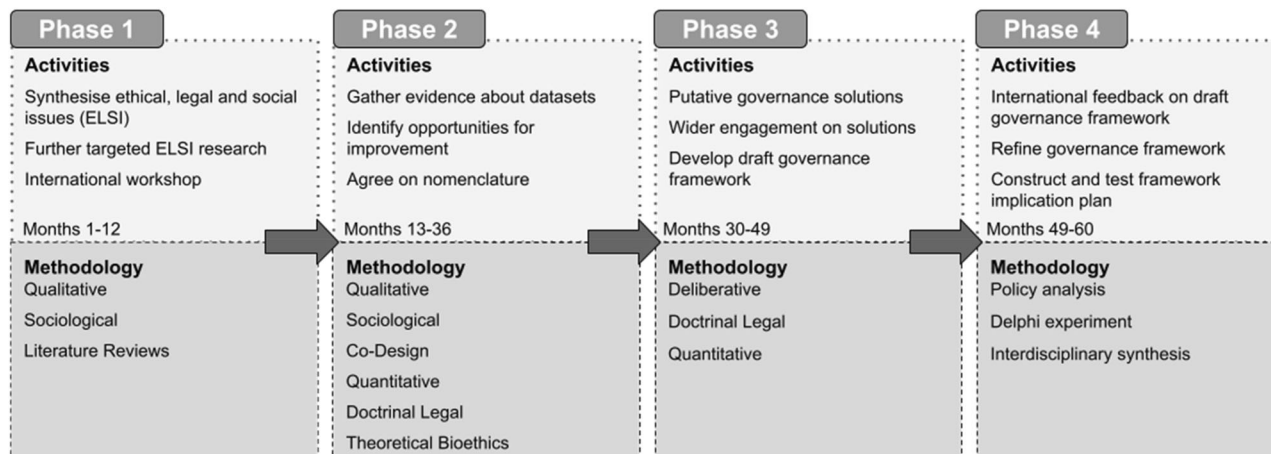 Phase 1
Activities
Synthesise ethical, legal and social
issues (ELSI)
Further targeted ELSI research
International workshop
Months 1-12
Methodology
Qualitative
Sociological
Literature Reviews
Phase 2
Activities
Gather evidence about datasets
Identify opportunities for
improvement
Agree on nomenclature
Months 13-36
Methodology
Qualitative
Sociological
Co-Design
Quantitative
Doctrinal Legal
Theoretical Bioethics
Phase 3
Activities
Putative governance solutions
Wider engagement on solutions
Develop draft governance
framework
Months 30-49
Methodology
Deliberative
Doctrinal Legal
Quantitative
Phase 4
Activities
International feedback on draft
governance framework
Refine governance framework
Construct and test framework
implication plan
Months 49-60
Methodology
Policy analysis
Delphi experiment
Interdisciplinary synthesis